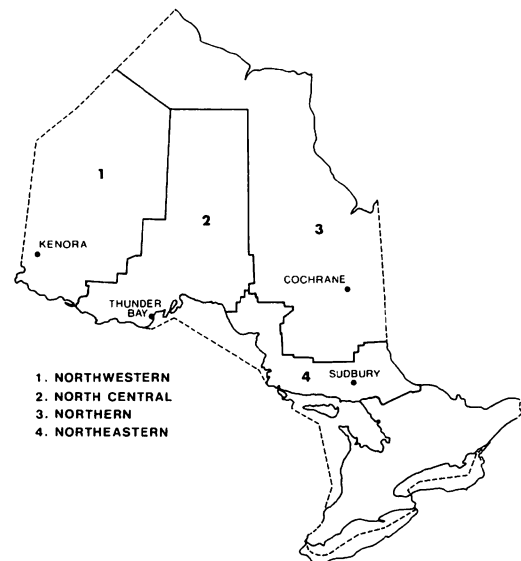 1
2
3
KENORA
COCHRANE
THUNDER
BAY
4
SUDBURY
1. NORTHWESTERN
2. NORTH CENTRAL
3. NORTHERN
4. NORTHEASTERN